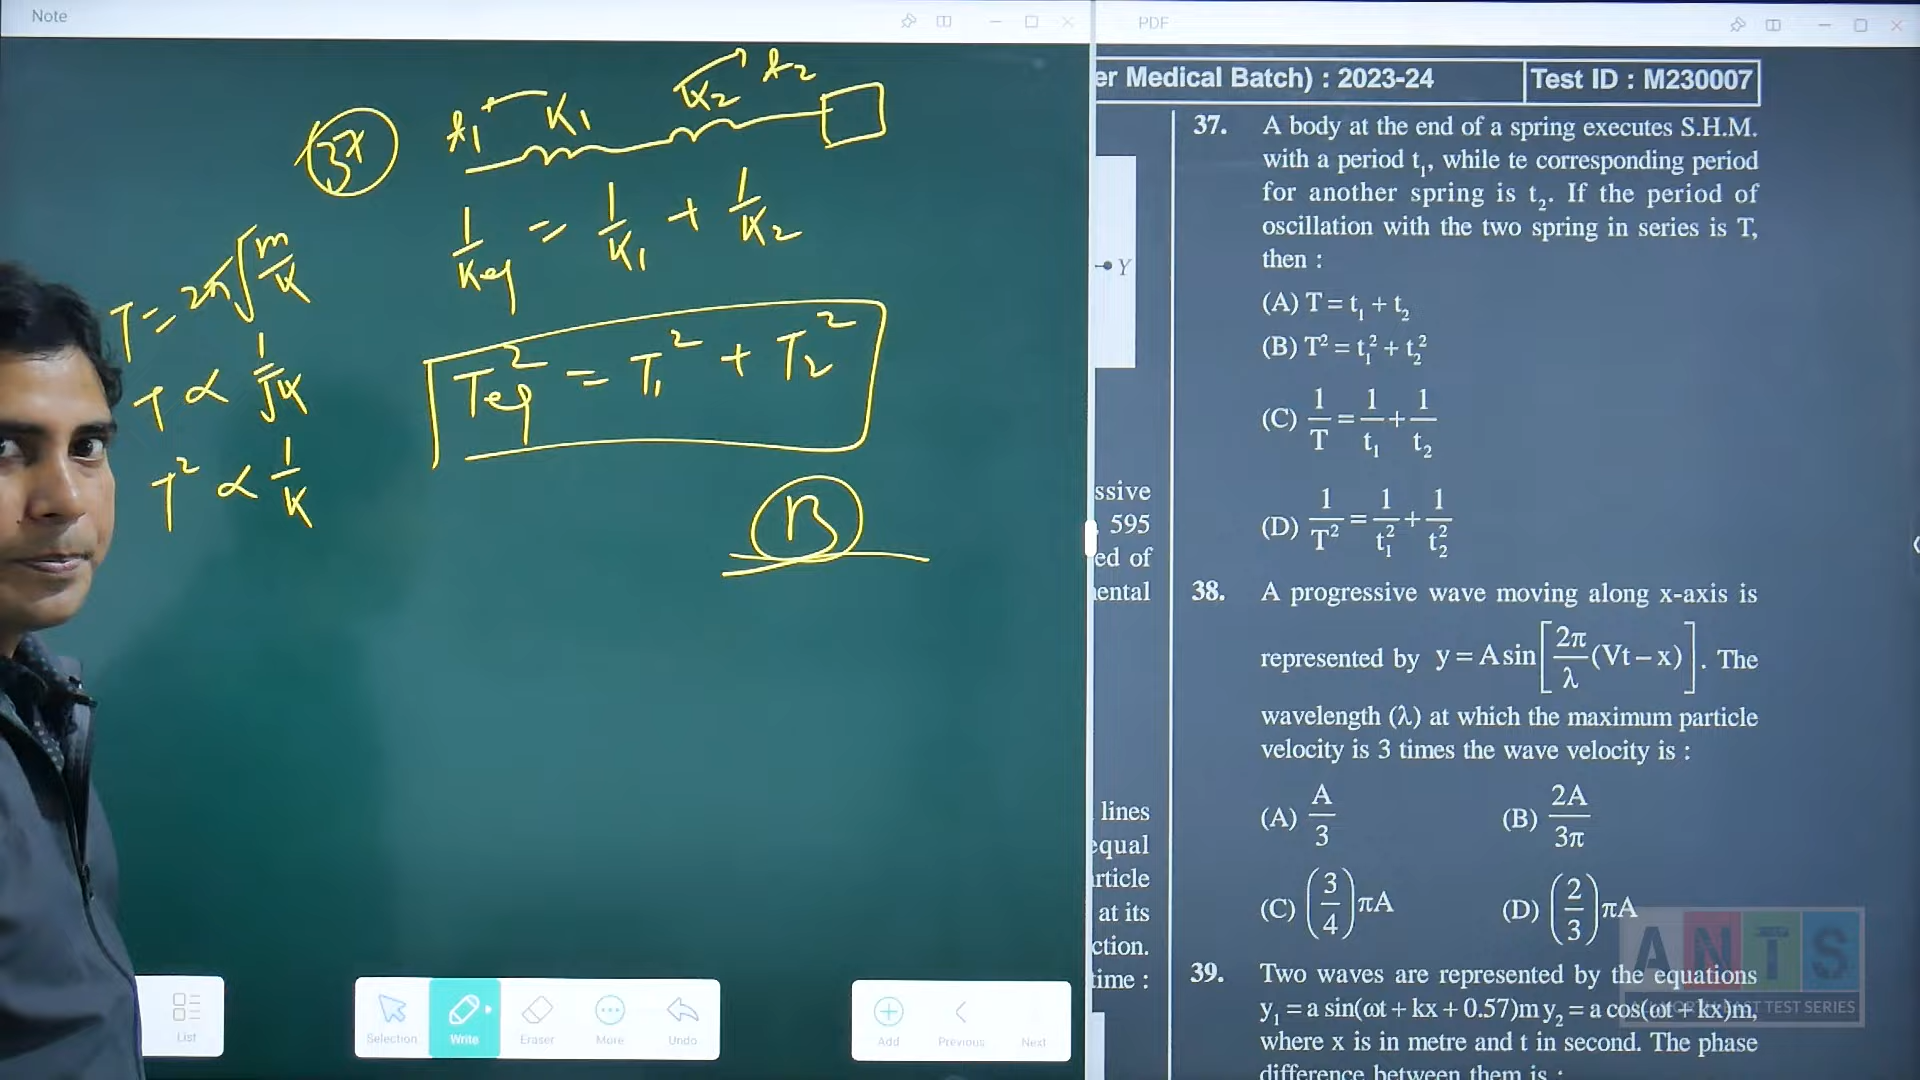 Note
37
t₁ K₁ K₂ t₂
1/Keq = 1/K₁ + 1/K₂
T = 2π√(m/K)
T ∝ 1/√K
T² ∝ 1/K
Teq² = T₁² + T₂²
B
List
Selection
Write
Eraser
More
Undo
Add
Previous
Next
PDF
er Medical Batch) : 2023-24
Test ID : M230007
Y
ssive
595
ed of
ental
lines
equal
rticle
at its
ction.
time :
37. A body at the end of a spring executes S.H.M.
with a period t₁, while te corresponding period
for another spring is t₂. If the period of
oscillation with the two spring in series is T,
then :
(A) T = t₁ + t₂
(B) T² = t₁² + t₂²
(C) 1/T = 1/t₁ + 1/t₂
(D) 1/T² = 1/t₁² + 1/t₂²
38. A progressive wave moving along x-axis is
represented by y = A sin[2π/λ (Vt – x)]. The
wavelength (λ) at which the maximum particle
velocity is 3 times the wave velocity is :
(A) A/3 (B) 2A/3π
(C) (3/4)πA (D) (2/3)πA
39. Two waves are represented by the equations
y₁ = a sin(ωt + kx + 0.57)m y₂ = a cos(ωt + kx)m,
where x is in metre and t in second. The phase
difference between them is :
ANTS
TEST SERIES